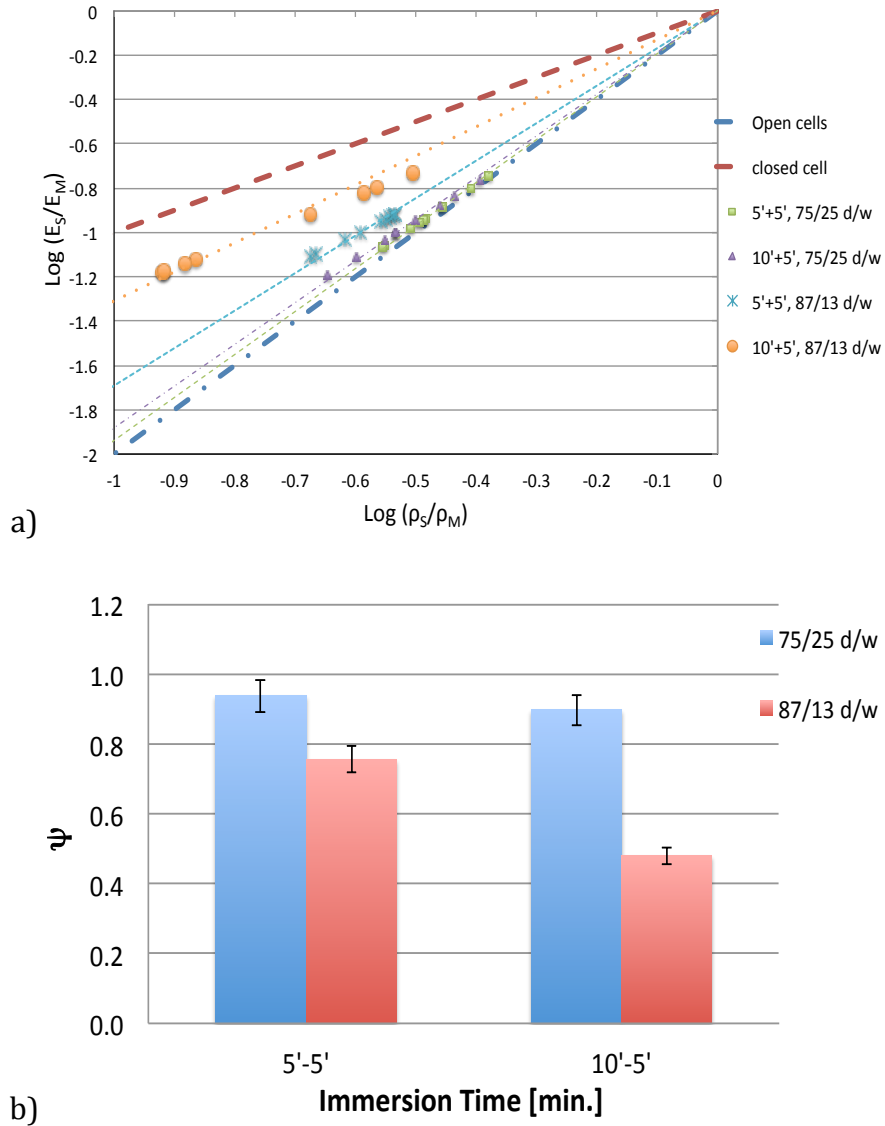 0
-0.2
-0.4
-0.6
-0.8
-1
-1.2
-1.4
-1.6
-1.8
-2
Log (E_S/E_M)
-1 -0.9 -0.8 -0.7 -0.6 -0.5 -0.4 -0.3 -0.2 -0.1 0
Log (ρ_S/ρ_M)
Open cells
closed cell
5'+5', 75/25 d/w
10'+5', 75/25 d/w
5'+5', 87/13 d/w
10'+5', 87/13 d/w
a)
1.2
1.0
0.8
0.6
0.4
0.2
0.0
ψ
75/25 d/w
87/13 d/w
5'-5' 10'-5'
Immersion Time [min.]
b)